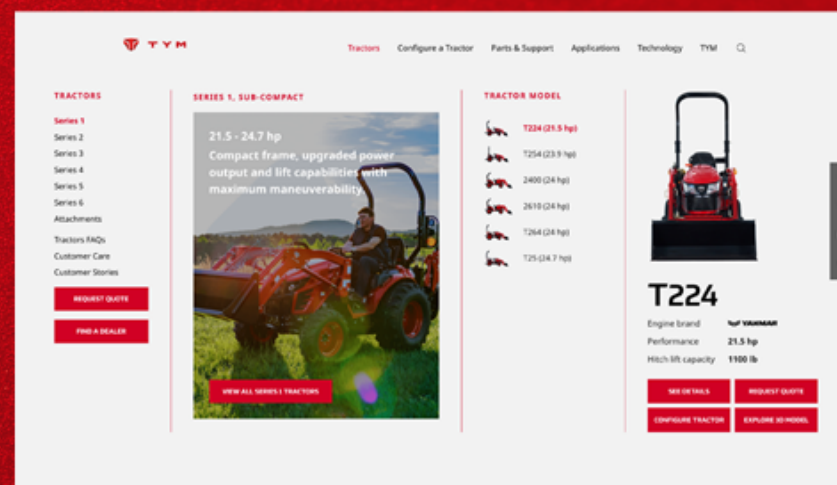 TYM
Tractors
Configure a Tractor
Parts & Support
Applications
Technology
TYM
TRACTORS
Series 1
Series 2
Series 3
Series 4
Series 5
Series 6
Attachments
Tractors FAQs
Customer Care
Customer Stories
REQUEST QUOTE
FIND A DEALER
SERIES 1, SUB-COMPACT
21.5 - 24.7 hp
Compact frame, upgraded power
output and lift capabilities with
maximum maneuverability.
VIEW ALL SERIES 1 TRACTORS
TRACTOR MODEL
T224 (21.5 hp)
T254 (23.9 hp)
2400 (24 hp)
2610 (24 hp)
T264 (24 hp)
T25 (24.7 hp)
T224
Engine brand YANMAR
Performance 21.5 hp
Hitch lift capacity 1100 lb
SEE DETAILS
REQUEST QUOTE
CONFIGURE TRACTOR
EXPLORE 3D MODEL